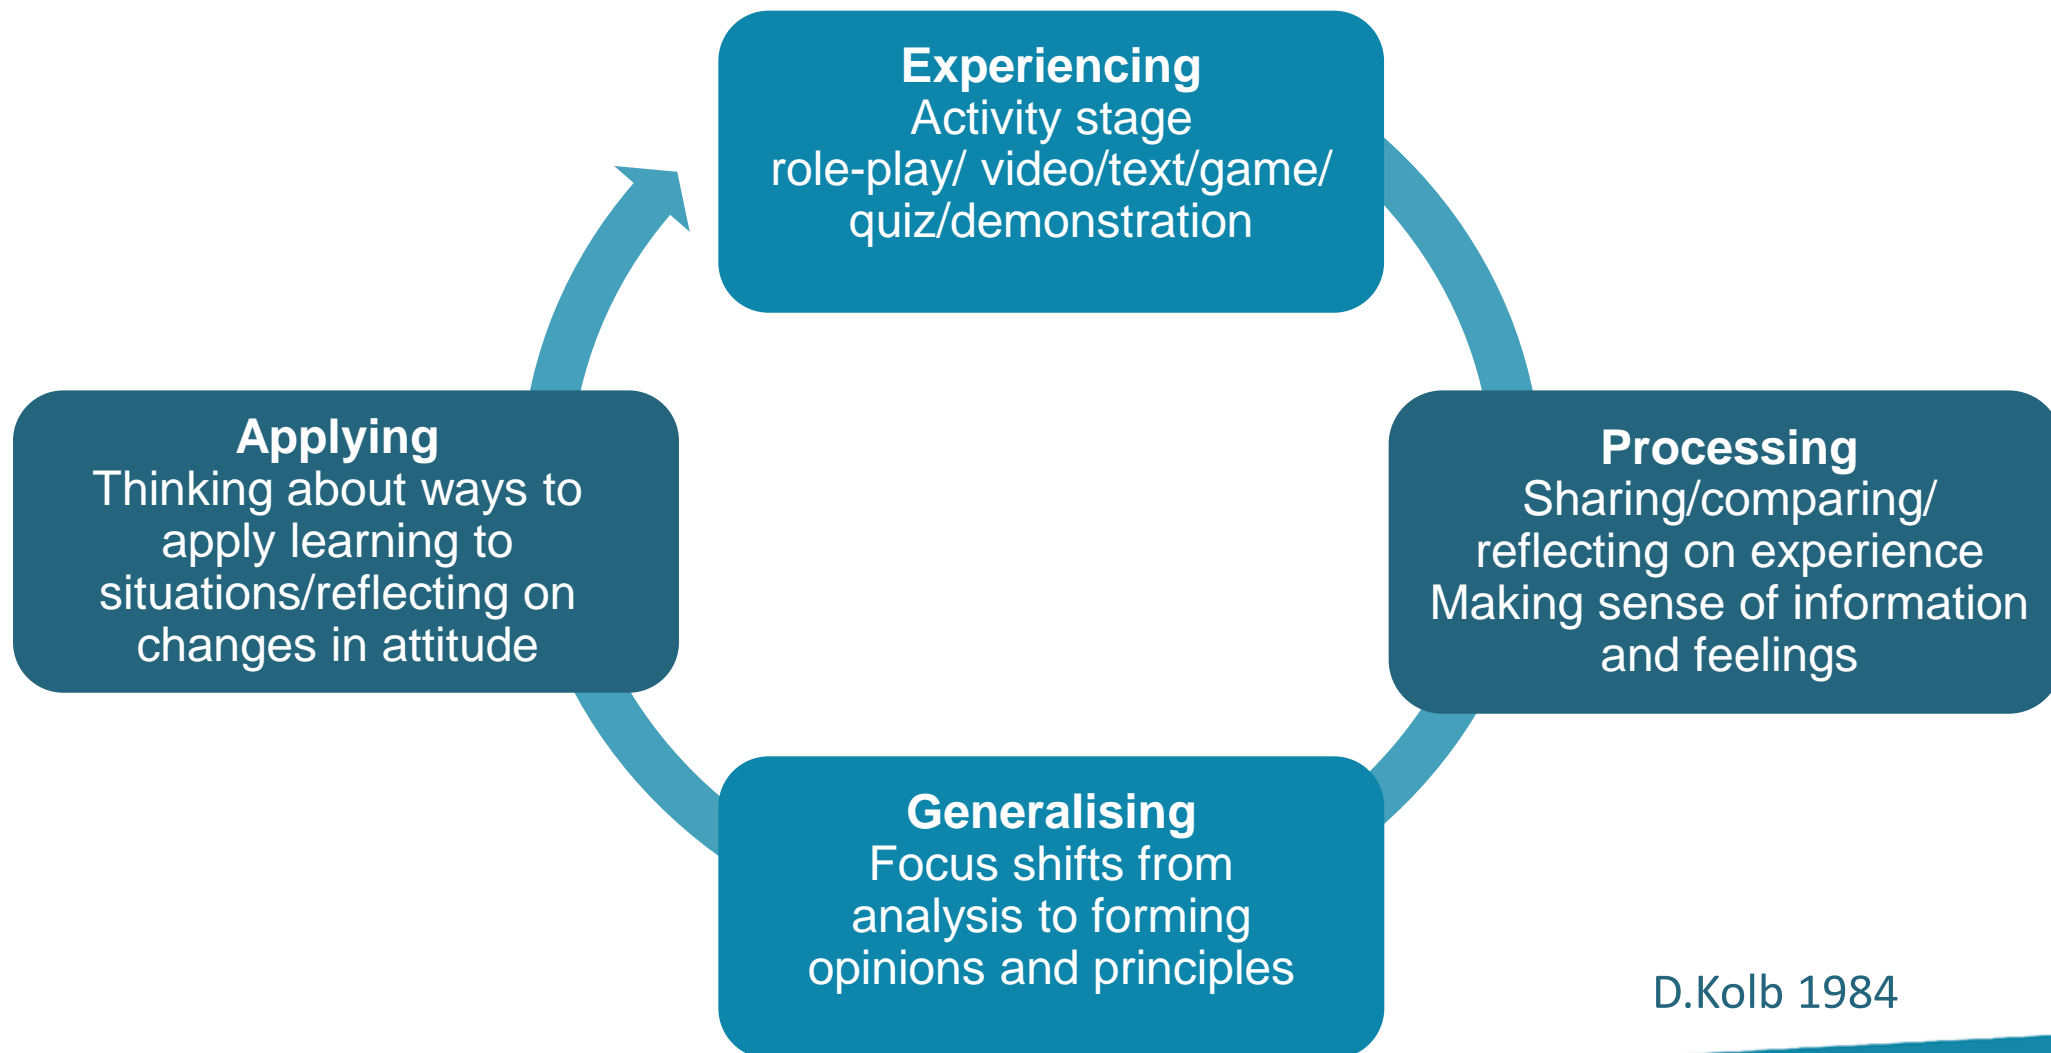 Experiencing
Activity stage
role-play/ video/text/game/
quiz/demonstration
Processing
Sharing/comparing/
reflecting on experience
Making sense of information
and feelings
Generalising
Focus shifts from
analysis to forming
opinions and principles
Applying
Thinking about ways to
apply learning to
situations/reflecting on
changes in attitude
D.Kolb 1984